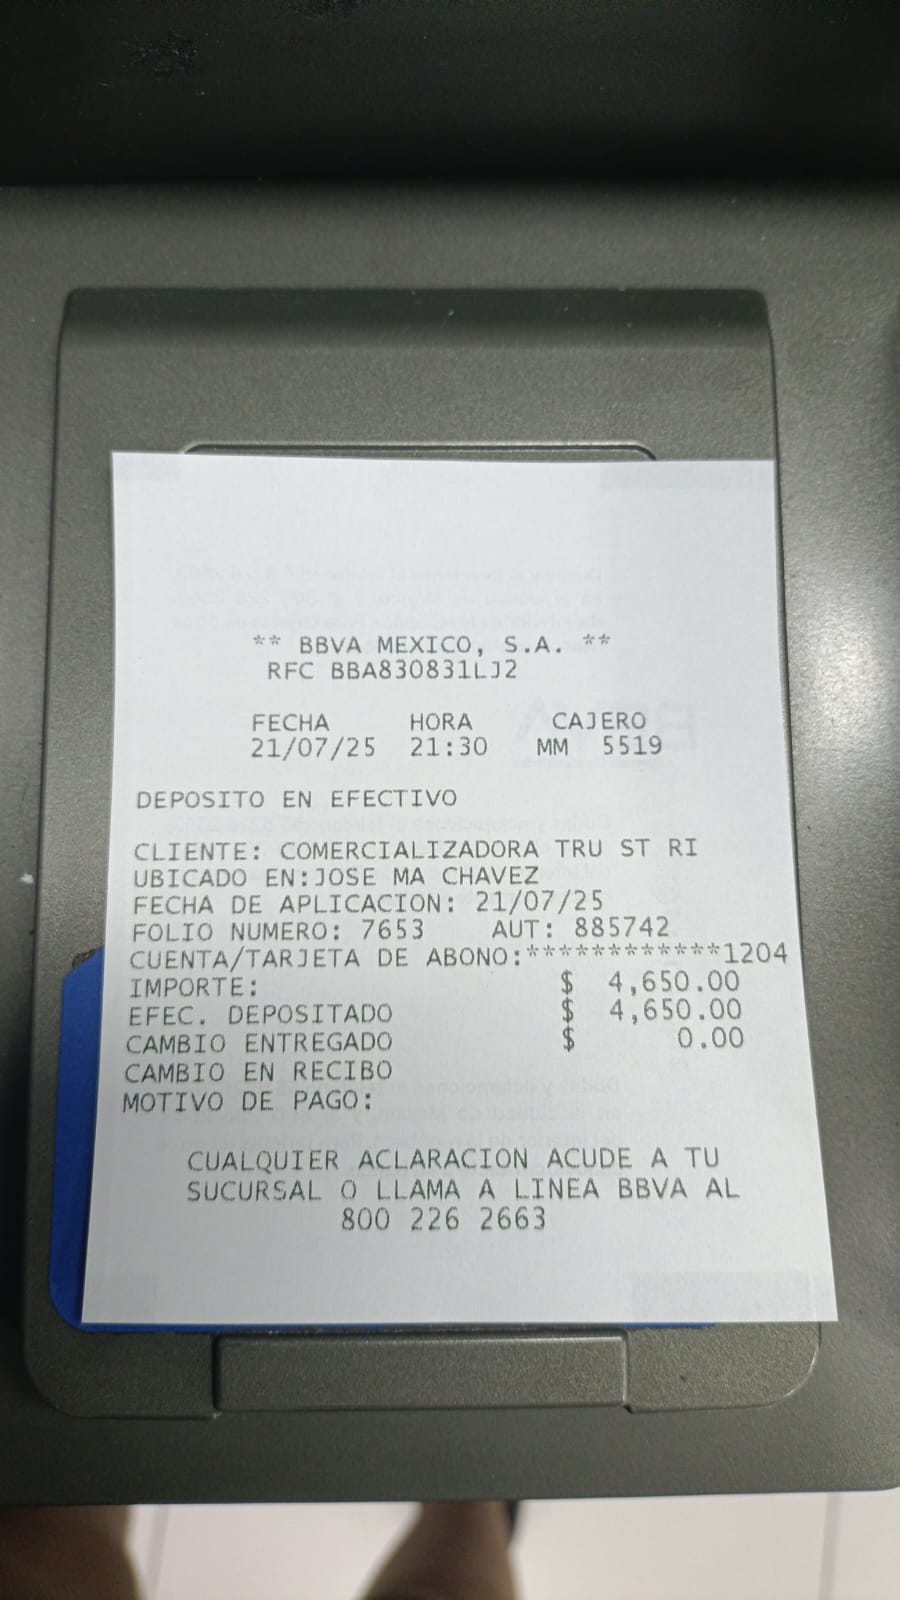 ** BBVA MEXICO, S.A. **
RFC BBA830831LJ2
FECHA HORA CAJERO
21/07/25 21:30 MM 5519
DEPOSITO EN EFECTIVO
CLIENTE: COMERCIALIZADORA TRU ST RI
UBICADO EN:JOSE MA CHAVEZ
FECHA DE APLICACION: 21/07/25
FOLIO NUMERO: 7653 AUT: 885742
CUENTA/TARJETA DE ABONO:************1204
IMPORTE: $ 4,650.00
EFEC. DEPOSITADO $ 4,650.00
CAMBIO ENTREGADO $ 0.00
CAMBIO EN RECIBO
MOTIVO DE PAGO:
CUALQUIER ACLARACION ACUDE A TU
SUCURSAL O LLAMA A LINEA BBVA AL
800 226 2663